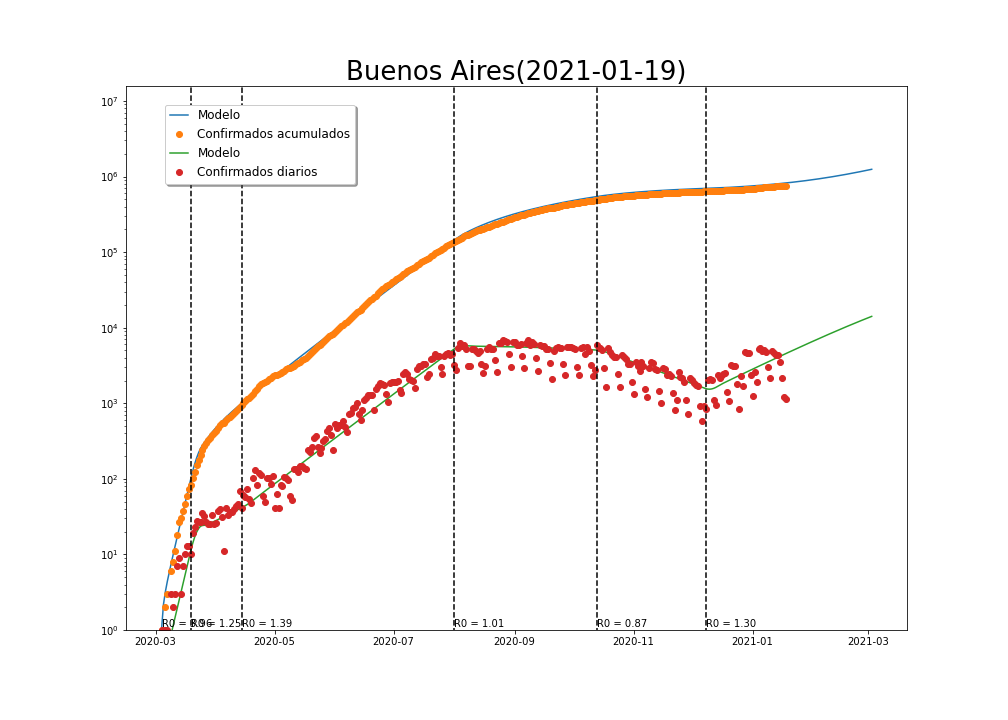 Buenos Aires(2021-01-19)
Modelo
Confirmados acumulados
Modelo
Confirmados diarios
10⁷
10⁶
10⁵
10⁴
10³
10²
10¹
10⁰
R0 = 1.25
R0 = 1.39
R0 = 1.01
R0 = 0.87
R0 = 1.30
2020-03
2020-05
2020-07
2020-09
2020-11
2021-01
2021-03